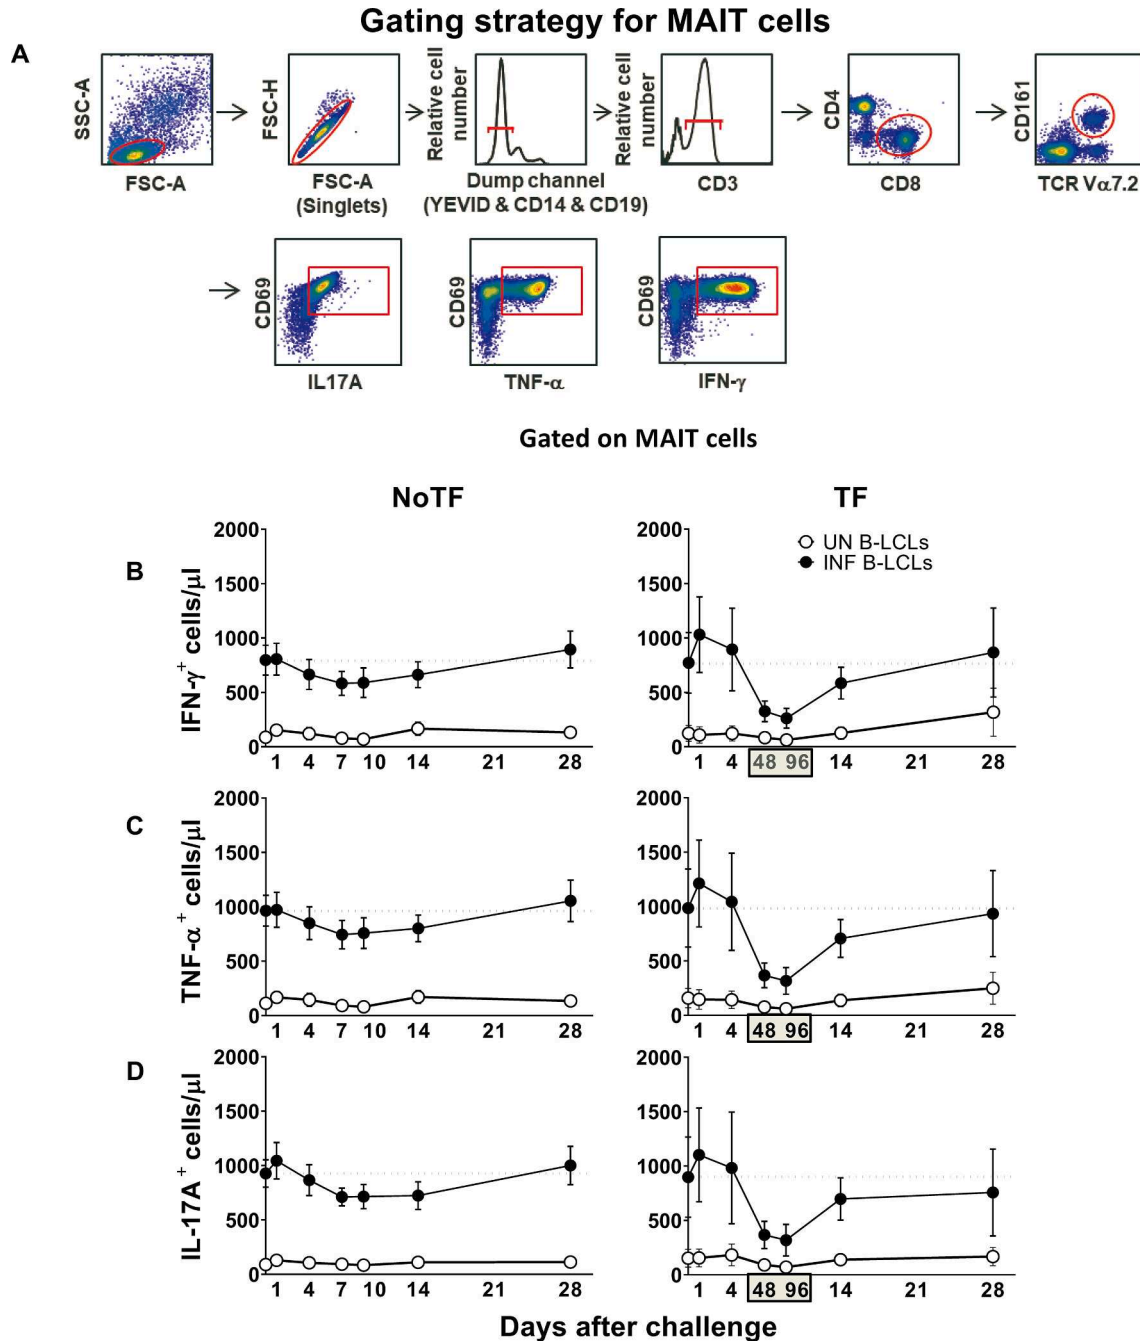 Gating strategy for MAIT cells
A
SSC-A
FSC-A
FSC-H
FSC-A
(Singlets)
Relative cell
number
Dump channel
(YEVID & CD14 & CD19)
Relative cell
number
CD3
CD4
CD8
CD161
TCR Vα7.2
CD69
IL17A
CD69
TNF-α
CD69
IFN-γ
Gated on MAIT cells
NoTF
TF
B
IFN-γ+ cells/µl
2000
1500
1000
500
0
1 4 7 10 14 21 28
2000
1500
1000
500
0
UN B-LCLs
INF B-LCLs
1 4 48 96 14 21 28
C
TNF-α + cells/µl
2000
1500
1000
500
0
1 4 7 10 14 21 28
2000
1500
1000
500
0
1 4 48 96 14 21 28
D
IL-17A + cells/µl
2000
1500
1000
500
0
1 4 7 10 14 21 28
2000
1500
1000
500
0
1 4 48 96 14 21 28
Days after challenge